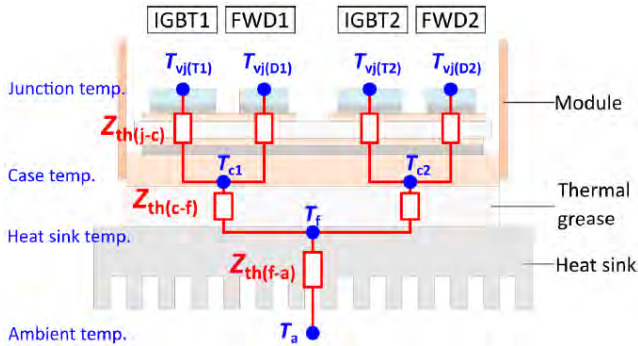 IGBT1 FWD1 IGBT2 FWD2
Tvj(T1) Tvj(D1) Tvj(T2) Tvj(D2)
Junction temp.
Module
Zth(j-c)
Tc1 Tc2
Case temp.
Zth(c-f)
Thermal
grease
Tf
Heat sink temp.
Zth(f-a)
Heat sink
Ambient temp.
Ta